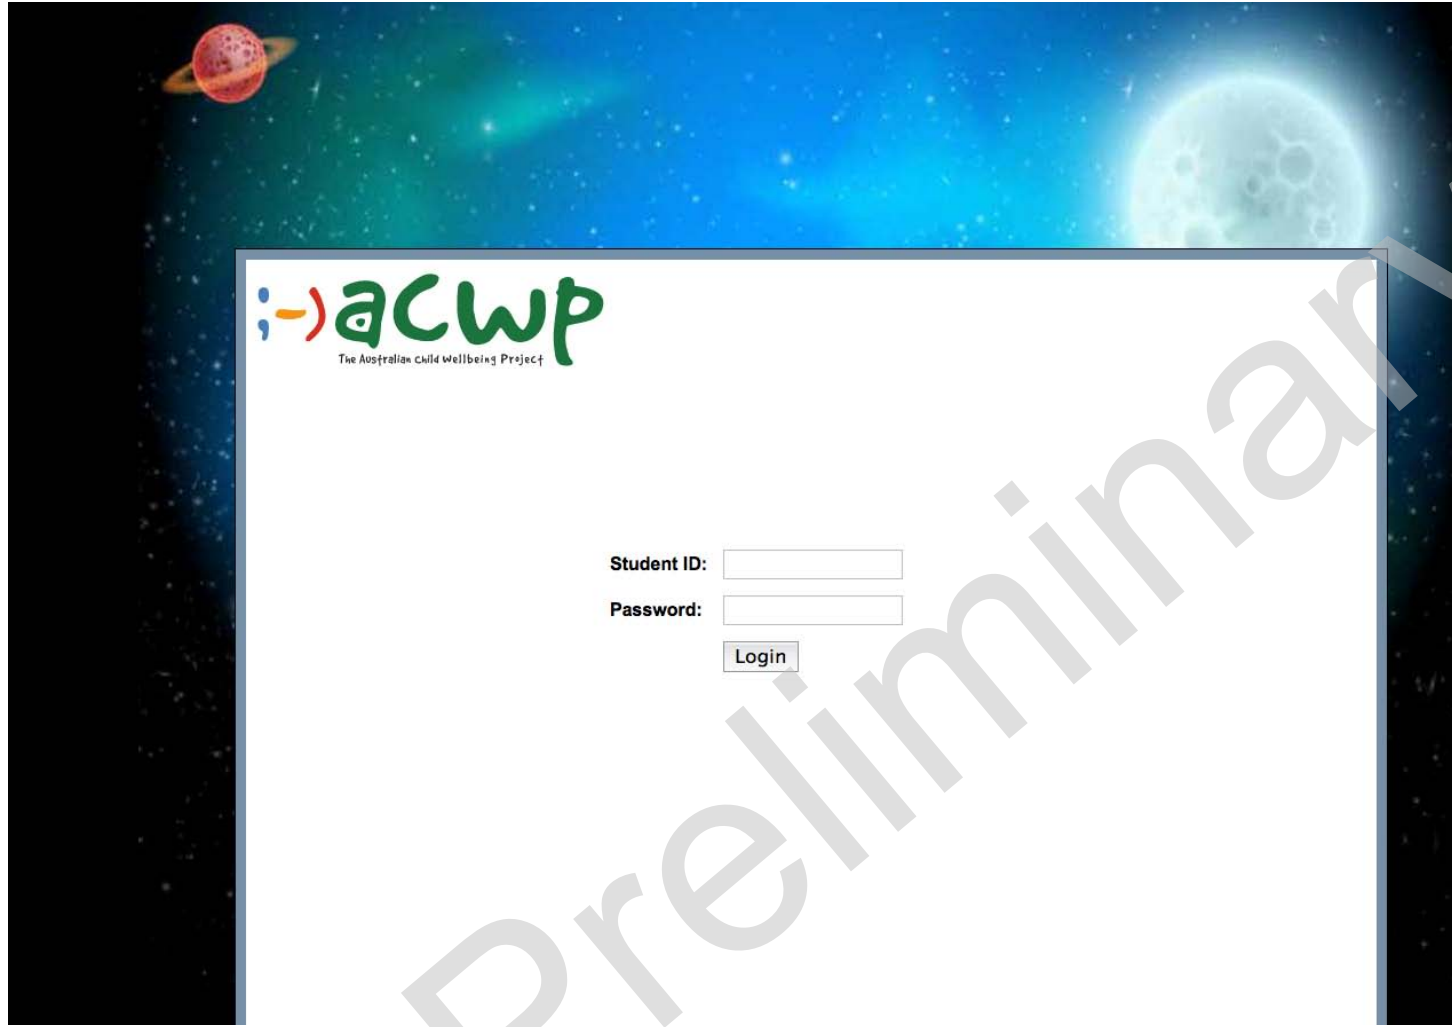 ;-) acwp
The Australian Child Wellbeing Project
Student ID:
Password:
Login
Preliminary